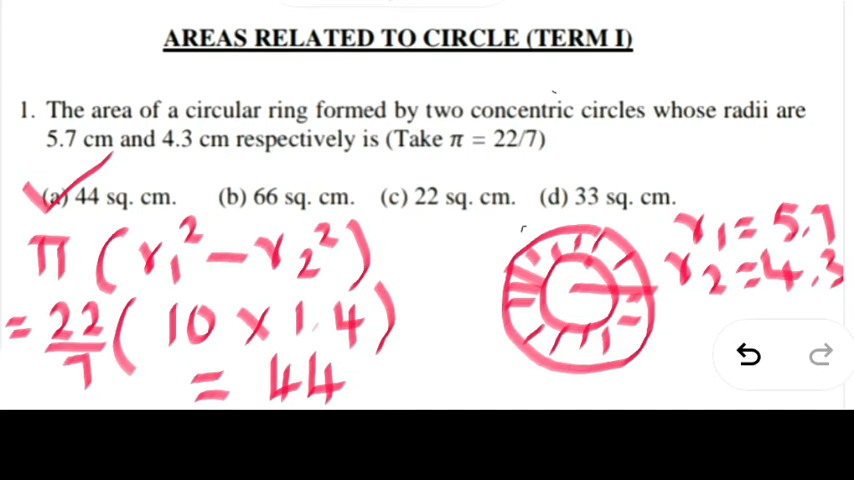 AREAS RELATED TO CIRCLE (TERM I)
1. The area of a circular ring formed by two concentric circles whose radii are
5.7 cm and 4.3 cm respectively is (Take π = 22/7)
(a) 44 sq. cm. (b) 66 sq. cm. (c) 22 sq. cm. (d) 33 sq. cm.
π (r₁² - r₂²)
r₁ = 5.7
r₂ = 4.3
= 22/7 ( 10 × 1.4 )
= 44